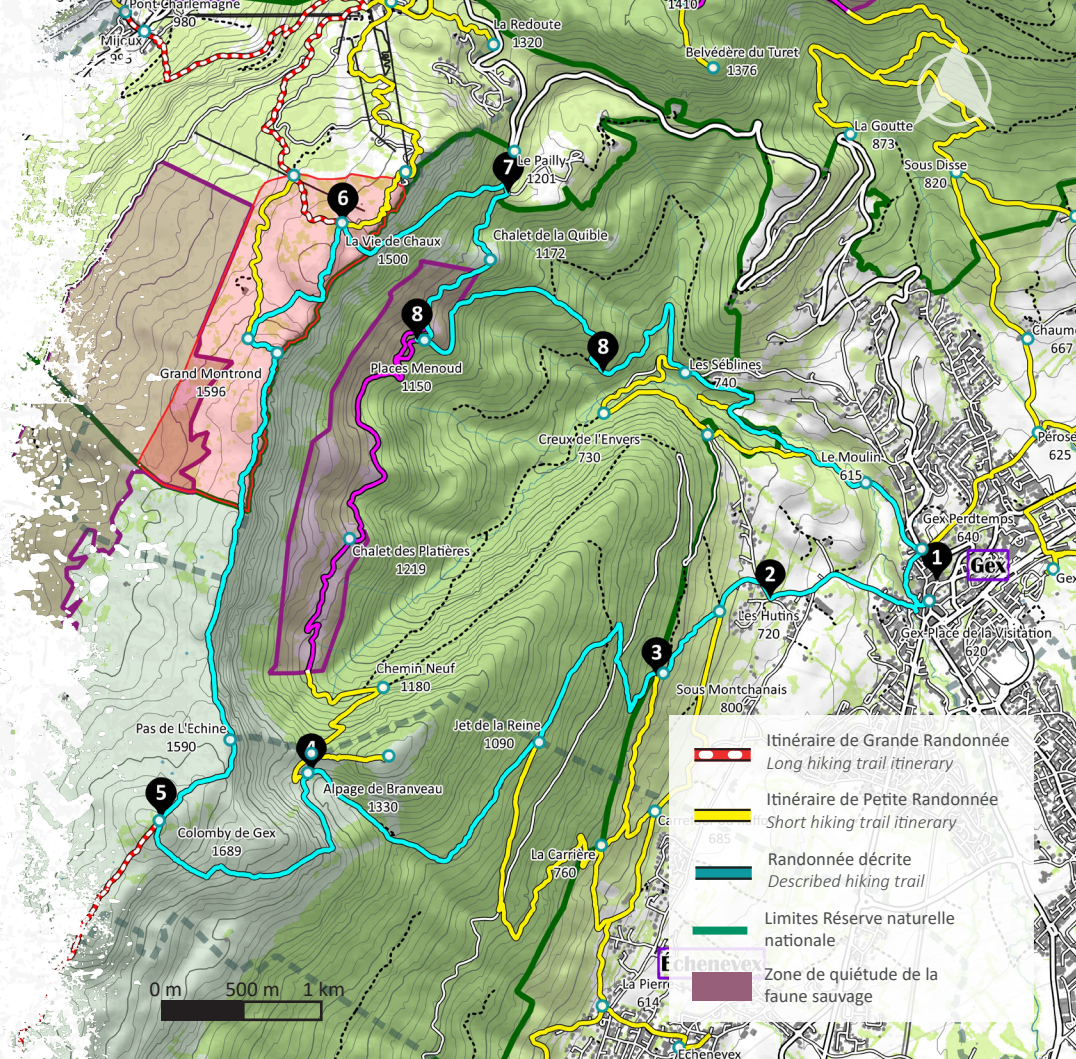 Pont-Charlemagne
980
Mijoux
995
La Redoute
1320
1410
Belvédère du Turet
1376
La Goutte
873
Sous Disse
820
7
Le Pailly
1201
6
La Vie de Chaux
1500
Chalet de la Quible
1172
8
Places Menoud
1150
8
Les Séblines
740
Chaum
667
Grand Montrond
1596
Creux de l'Envers
730
Le Moulin
615
Pérose
625
Gex Perdtemps
640
1
Gex
Gex
Chalet des Platières
1219
2
Les Hutins
720
Gex-Place de la Visitation
620
3
Sous Montchanais
800
Chemin Neuf
1180
Pas de L'Echine
1590
Jet de la Reine
1090
4
Alpage de Branveau
1330
5
Colomby de Gex
1689
La Carrière
760
685
Échenevex
La Pierr
614
Echenevex
0 m 500 m 1 km
Itinéraire de Grande Randonnée
Long hiking trail itinerary
Itinéraire de Petite Randonnée
Short hiking trail itinerary
Randonnée décrite
Described hiking trail
Limites Réserve naturelle
nationale
Zone de quiétude de la
faune sauvage